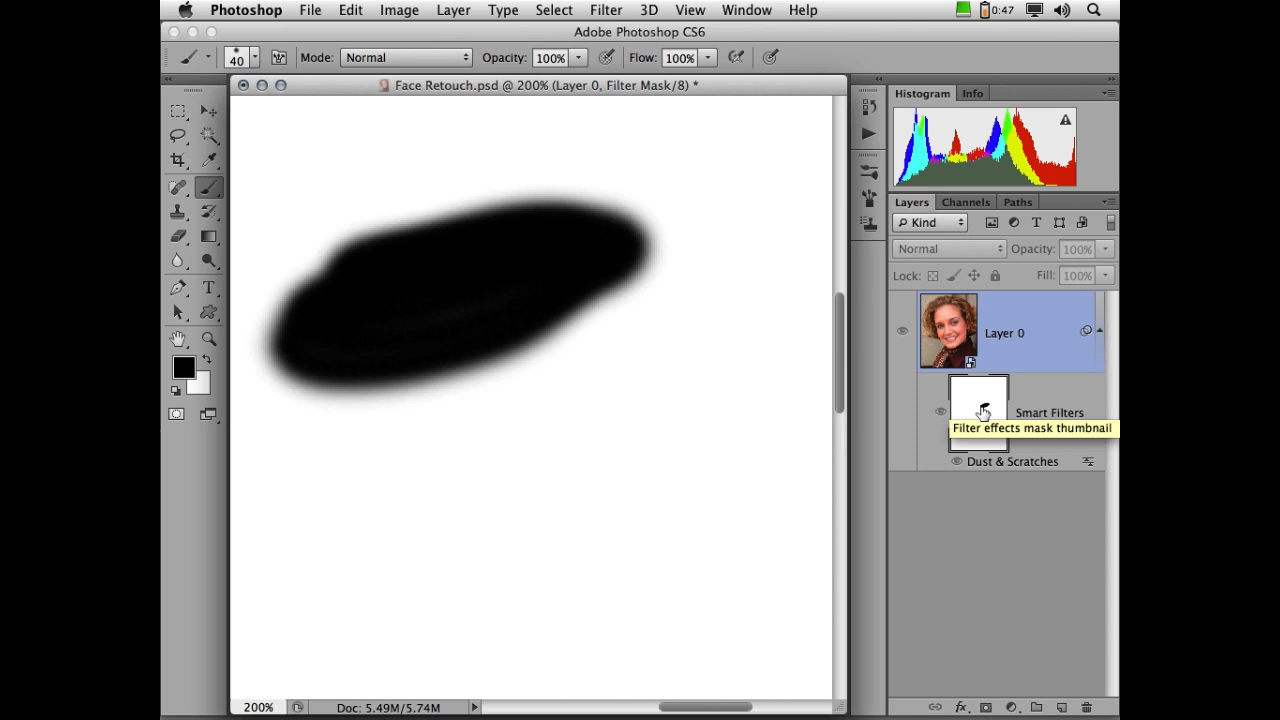 Photoshop File Edit Image Layer Type Select Filter 3D View Window Help 0:47
Adobe Photoshop CS6
40 Mode: Normal Opacity: 100% Flow: 100%
Face Retouch.psd @ 200% (Layer 0, Filter Mask/8) *
Histogram Info
Layers Channels Paths
Kind
Normal Opacity: 100%
Lock: Fill: 100%
Layer 0
Smart Filters
Filter effects mask thumbnail
Dust & Scratches
200% Doc: 5.49M/5.74M